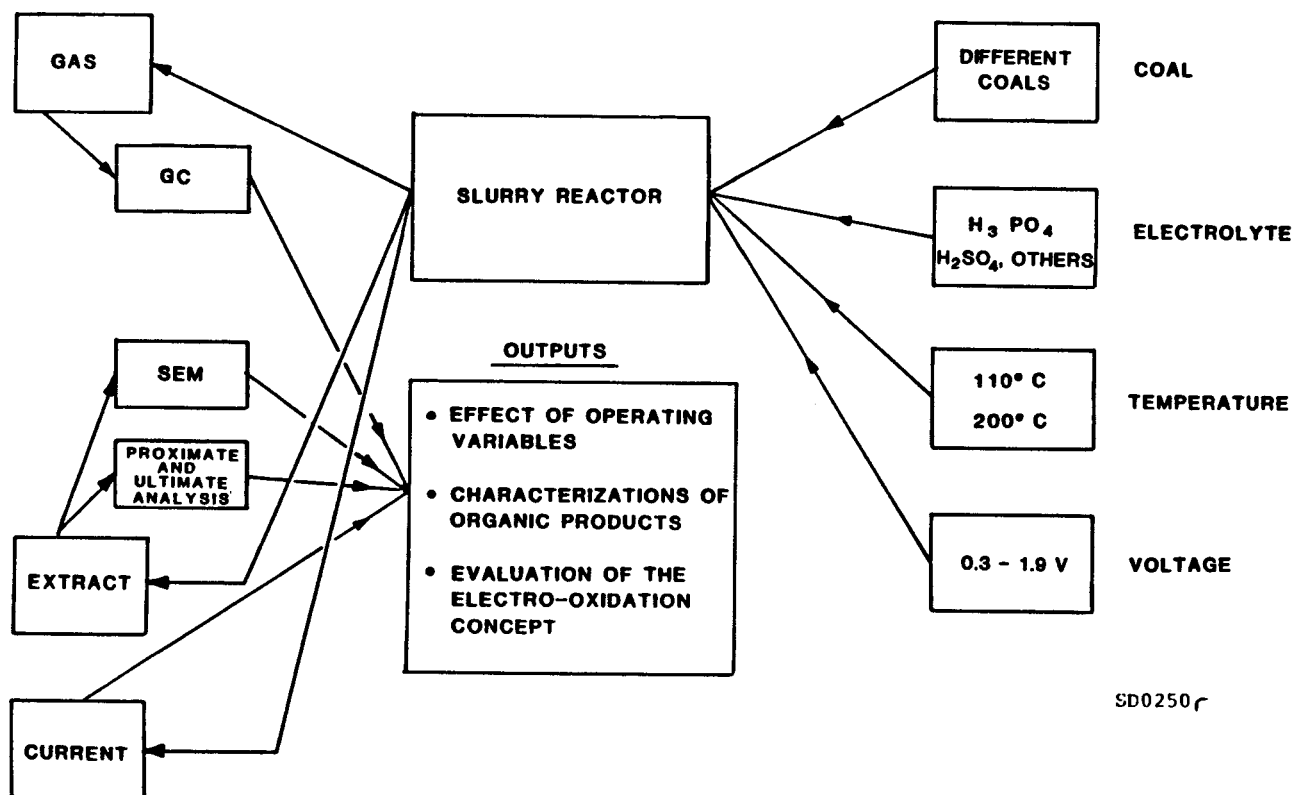 GAS
GC
SEM
PROXIMATE
AND
ULTIMATE
ANALYSIS
EXTRACT
CURRENT
SLURRY REACTOR
OUTPUTS
• EFFECT OF OPERATING
VARIABLES
• CHARACTERIZATIONS OF
ORGANIC PRODUCTS
• EVALUATION OF THE
ELECTRO-OXIDATION
CONCEPT
DIFFERENT
COALS
COAL
H₃ PO₄
H₂SO₄, OTHERS
ELECTROLYTE
110° C
200° C
TEMPERATURE
0.3 - 1.9 V
VOLTAGE
SD0250r